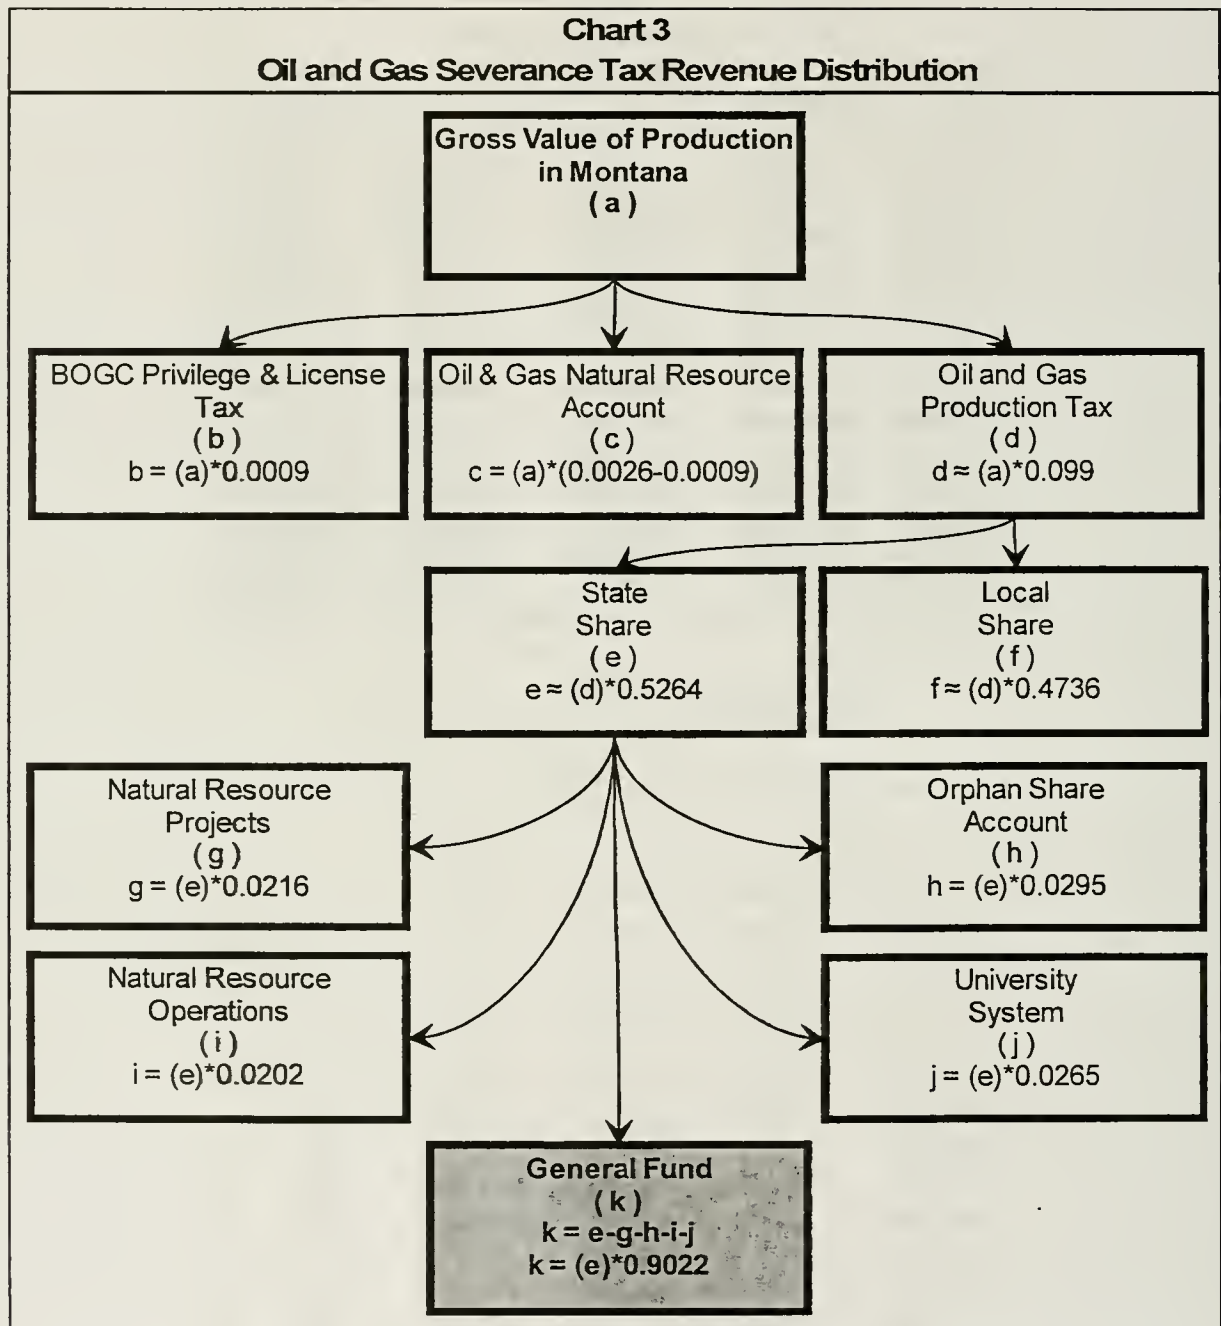 Chart 3
Oil and Gas Severance Tax Revenue Distribution
Gross Value of Production
in Montana
(a)
BOGC Privilege & License
Tax
(b)
b = (a)*0.0009
Oil & Gas Natural Resource
Account
(c)
c = (a)*(0.0026-0.0009)
Oil and Gas
Production Tax
(d)
d ≈ (a)*0.099
State
Share
(e)
e ≈ (d)*0.5264
Local
Share
(f)
f ≈ (d)*0.4736
Natural Resource
Projects
(g)
g = (e)*0.0216
Orphan Share
Account
(h)
h = (e)*0.0295
Natural Resource
Operations
(i)
i = (e)*0.0202
University
System
(j)
j = (e)*0.0265
General Fund
(k)
k = e-g-h-i-j
k = (e)*0.9022